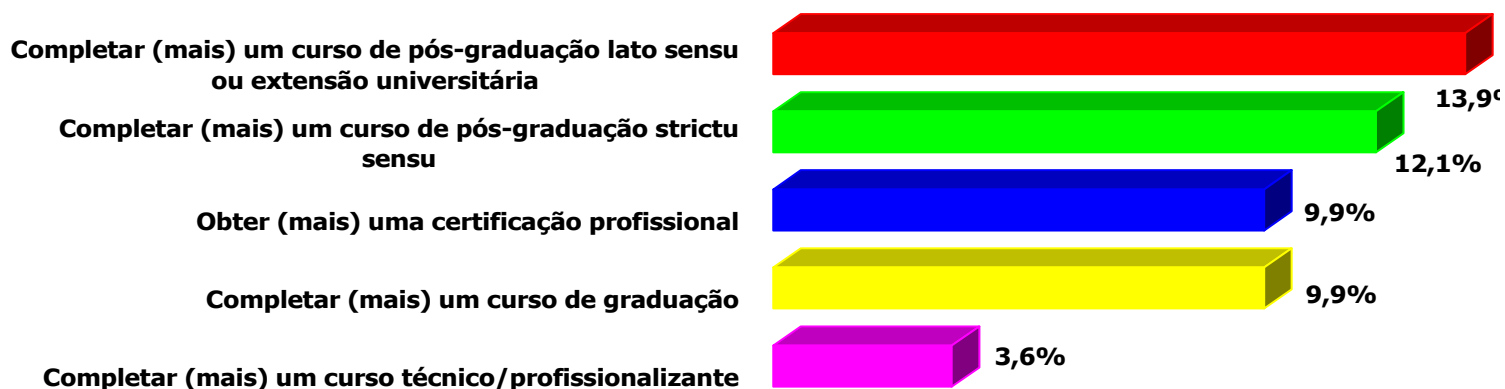 Completar (mais) um curso de pós-graduação lato sensu
ou extensão universitária
13,9%
Completar (mais) um curso de pós-graduação strictu
sensu
12,1%
Obter (mais) uma certificação profissional
9,9%
Completar (mais) um curso de graduação
9,9%
Completar (mais) um curso técnico/profissionalizante
3,6%